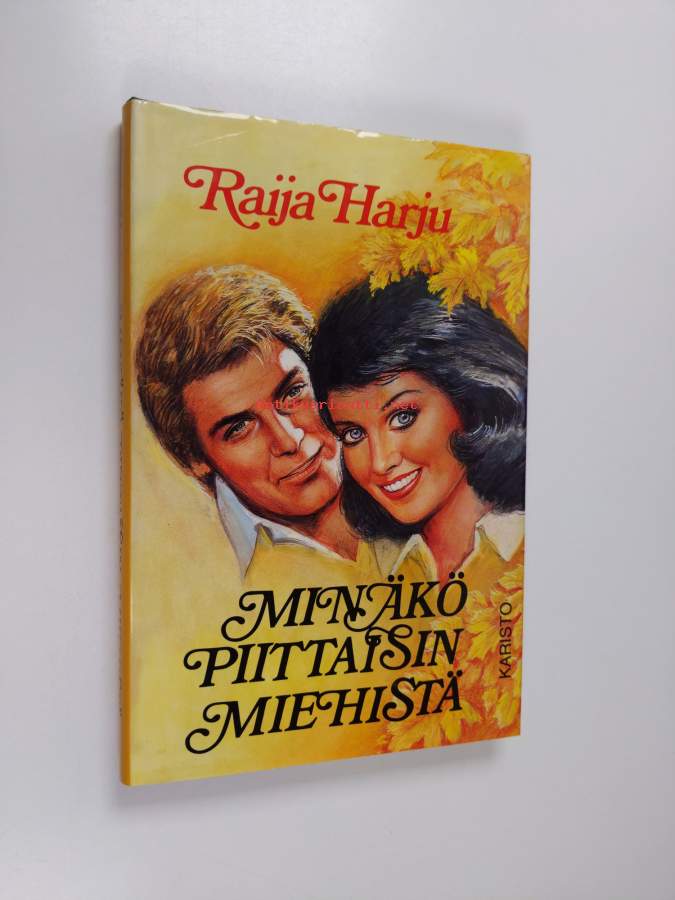 Raija Harju
MINÄKÖ
PIITTAISIN
MIEHISTÄ
KARISTO